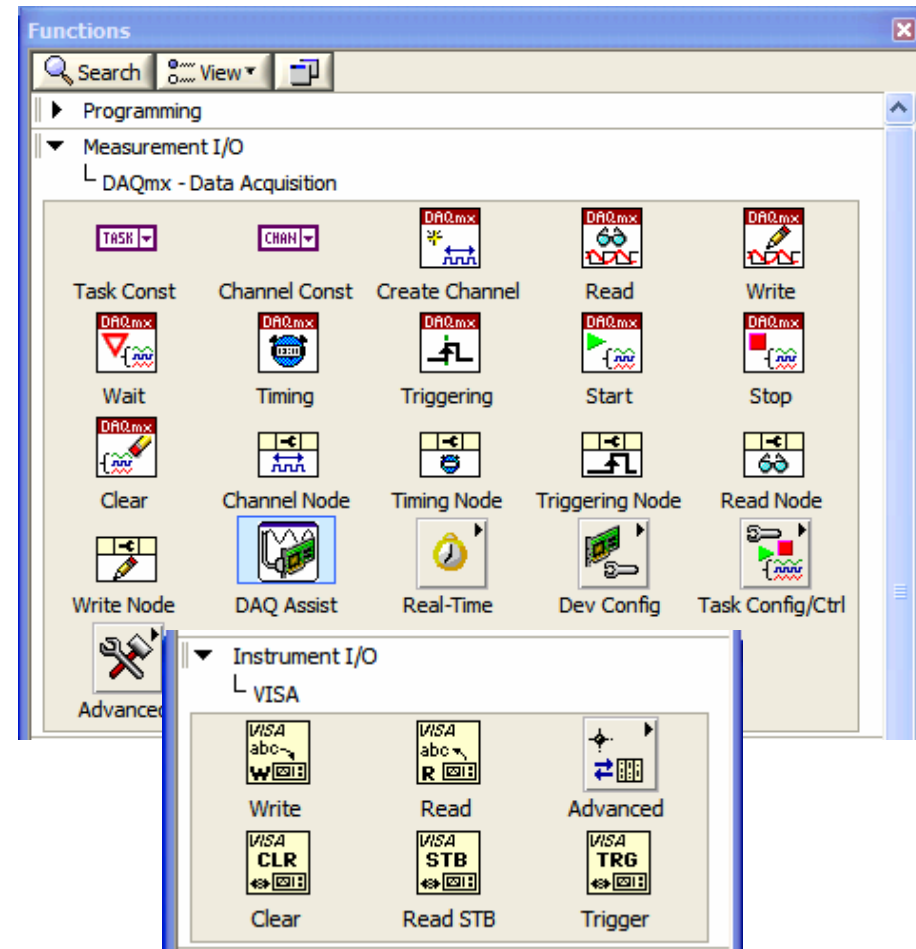 Functions
Search View
Programming
Measurement I/O
DAQmx - Data Acquisition
TASK CHAN DAQmx DAQmx DAQmx
Task Const Channel Const Create Channel Read Write
DAQmx DAQmx DAQmx DAQmx DAQmx
Wait Timing Triggering Start Stop
DAQmx
Clear Channel Node Timing Node Triggering Node Read Node
Write Node DAQ Assist Real-Time Dev Config Task Config/Ctrl
Advanced
Instrument I/O
VISA
VISA VISA
abc abc
W R
Write Read Advanced
VISA VISA VISA
CLR STB TRG
Clear Read STB Trigger